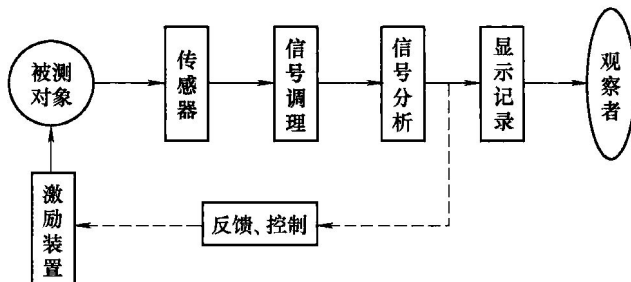 被测
对象
传感器
信号调理
信号分析
显示记录
观察者
激励装置
反馈、控制